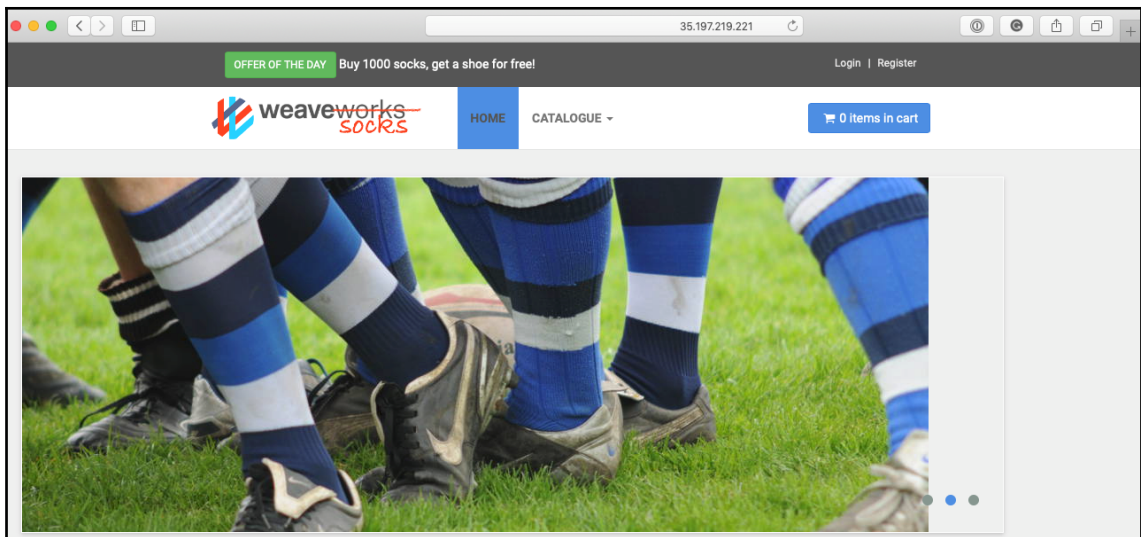 35.197.219.221
OFFER OF THE DAY Buy 1000 socks, get a shoe for free! Login | Register
weaveworks socks HOME CATALOGUE 0 items in cart